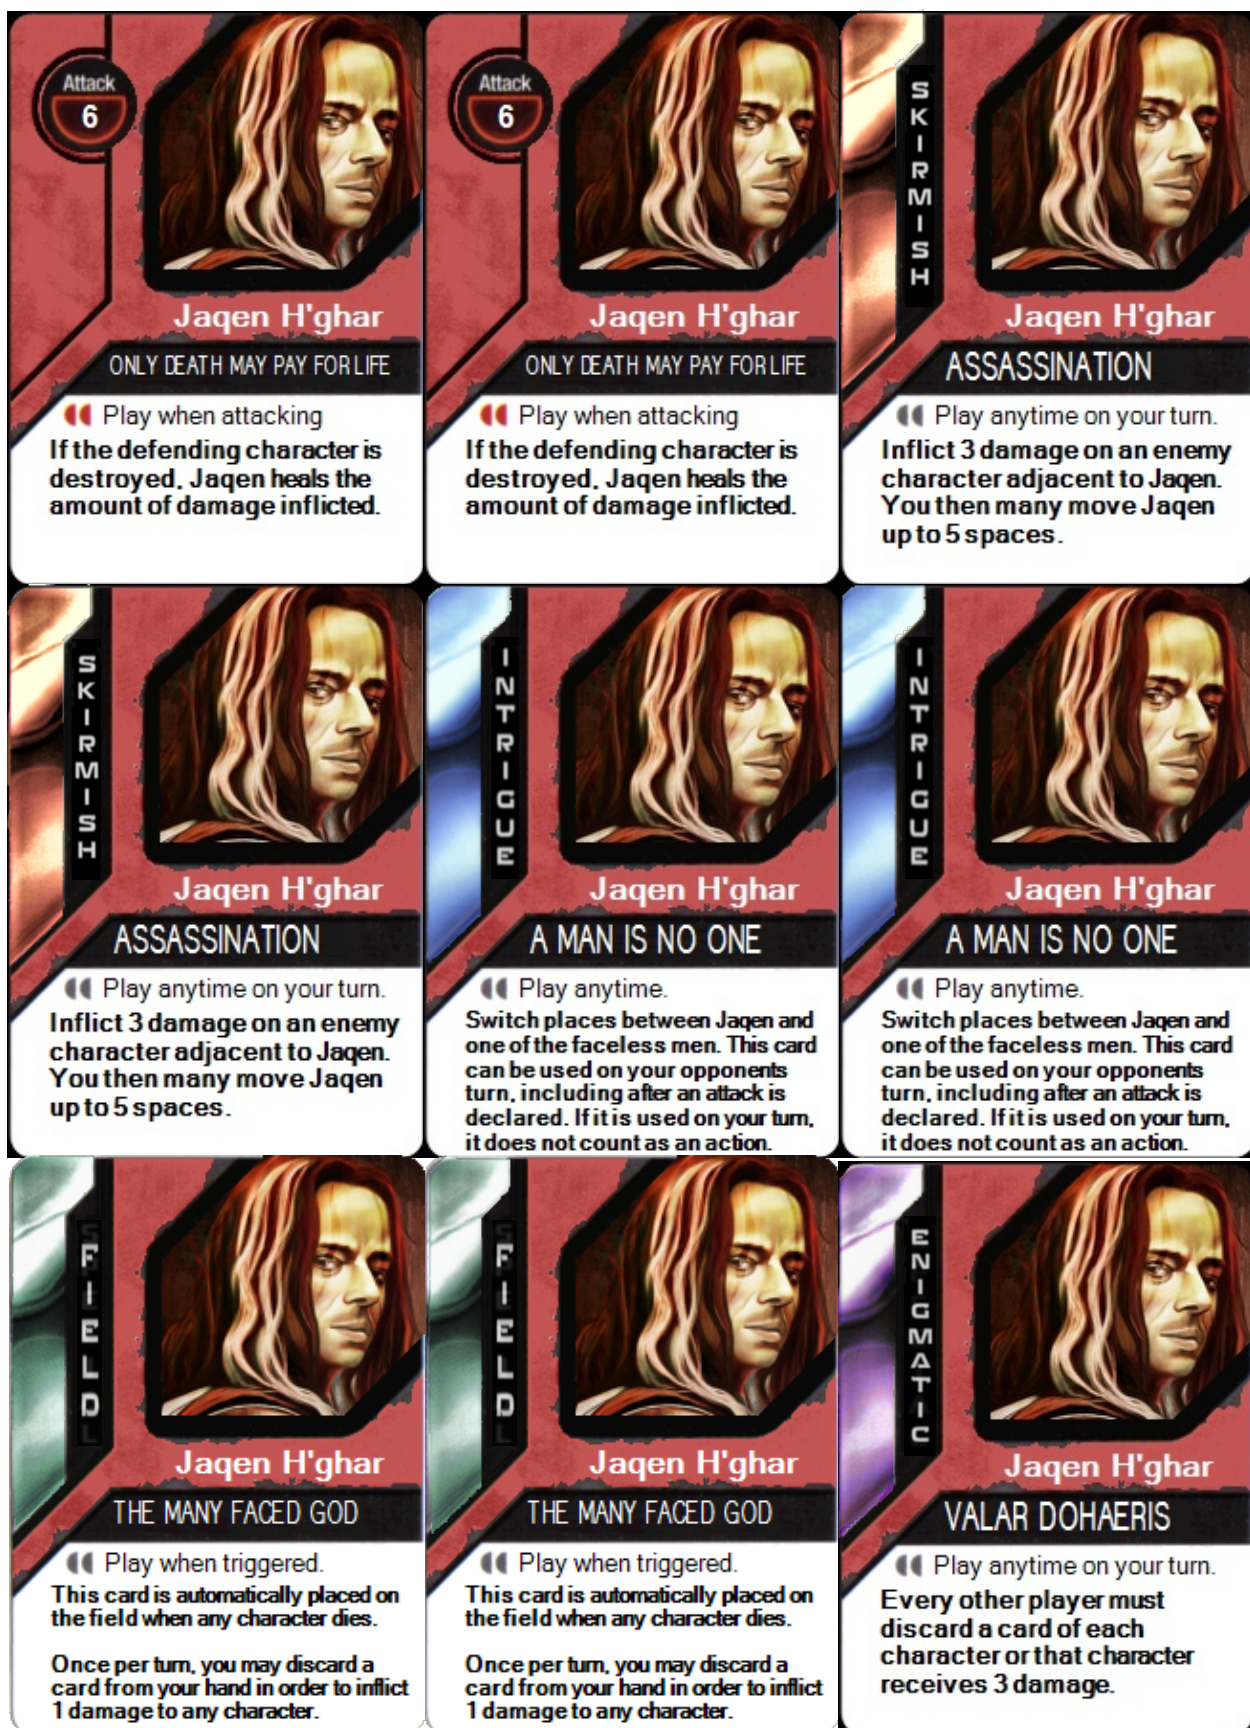 Attack
6
Jaqen H'ghar
ONLY DEATH MAY PAY FOR LIFE
Play when attacking
If the defending character is
destroyed, Jaqen heals the
amount of damage inflicted.
Attack
6
Jaqen H'ghar
ONLY DEATH MAY PAY FOR LIFE
Play when attacking
If the defending character is
destroyed, Jaqen heals the
amount of damage inflicted.
SKIRMISH
Jaqen H'ghar
ASSASSINATION
Play anytime on your turn.
Inflict 3 damage on an enemy
character adjacent to Jaqen.
You then many move Jaqen
up to 5 spaces.
SKIRMISH
Jaqen H'ghar
ASSASSINATION
Play anytime on your turn.
Inflict 3 damage on an enemy
character adjacent to Jaqen.
You then many move Jaqen
up to 5 spaces.
INTRIGUE
Jaqen H'ghar
A MAN IS NO ONE
Play anytime.
Switch places between Jaqen and
one of the faceless men. This card
can be used on your opponents
turn, including after an attack is
declared. If it is used on your turn,
it does not count as an action.
INTRIGUE
Jaqen H'ghar
A MAN IS NO ONE
Play anytime.
Switch places between Jaqen and
one of the faceless men. This card
can be used on your opponents
turn, including after an attack is
declared. If it is used on your turn,
it does not count as an action.
FIELD
Jaqen H'ghar
THE MANY FACED GOD
Play when triggered.
This card is automatically placed on
the field when any character dies.
Once per turn, you may discard a
card from your hand in order to inflict
1 damage to any character.
FIELD
Jaqen H'ghar
THE MANY FACED GOD
Play when triggered.
This card is automatically placed on
the field when any character dies.
Once per turn, you may discard a
card from your hand in order to inflict
1 damage to any character.
ENIGMATIC
Jaqen H'ghar
VALAR DOHAERIS
Play anytime on your turn.
Every other player must
discard a card of each
character or that character
receives 3 damage.